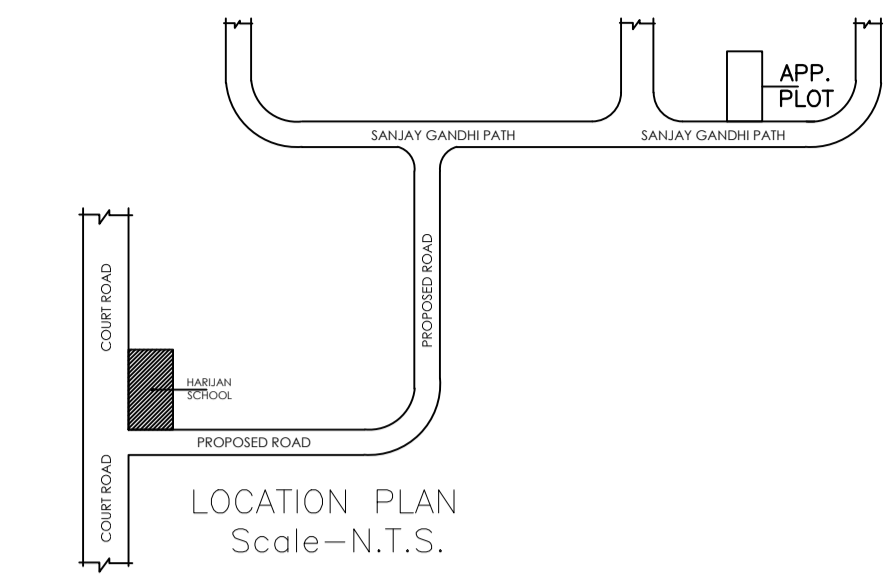 APP.
PLOT
SANJAY GANDHI PATH
SANJAY GANDHI PATH
PROPOSED ROAD
COURT ROAD
HARIJAN
SCHOOL
PROPOSED ROAD
COURT ROAD
LOCATION PLAN
Scale-N.T.S.